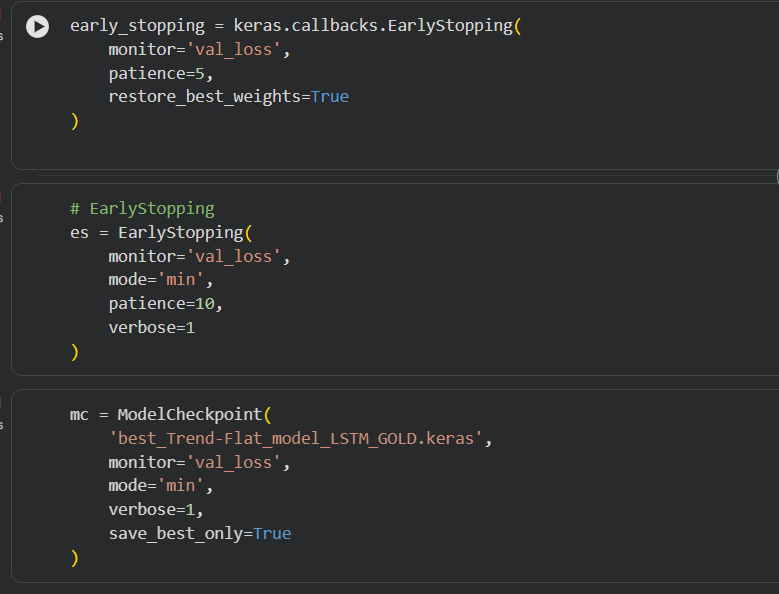 early_stopping = keras.callbacks.EarlyStopping(
    monitor='val_loss',
    patience=5,
    restore_best_weights=True
)
# EarlyStopping
es = EarlyStopping(
    monitor='val_loss',
    mode='min',
    patience=10,
    verbose=1
)
mc = ModelCheckpoint(
    'best_Trend-Flat_model_LSTM_GOLD.keras',
    monitor='val_loss',
    mode='min',
    verbose=1,
    save_best_only=True
)